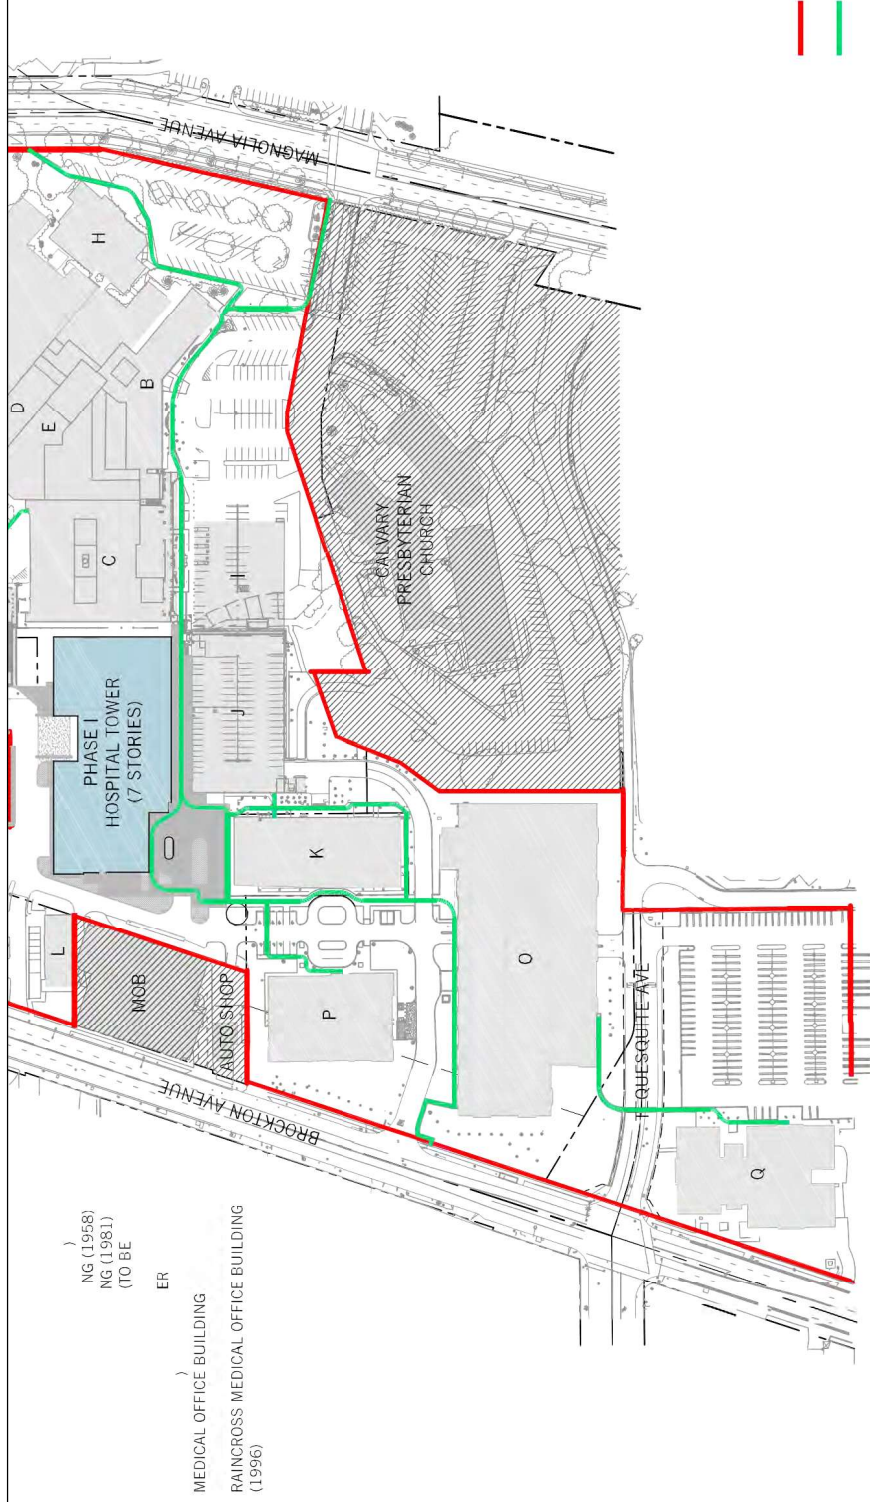 MAGNOLIA AVENUE
H
D
E
B
C
I
CALVARY
PRESBYTERIAN
CHURCH
PHASE I
HOSPITAL TOWER
(7 STORIES)
J
K
L
MOB
AUTO SHOP
P
O
BROCKTON AVENUE
TEQUESQUITE AVE
Q
)
NG (1958)
NG (1981)
(TO BE
ER
)
MEDICAL OFFICE BUILDING
RAINCROSS MEDICAL OFFICE BUILDING
(1996)